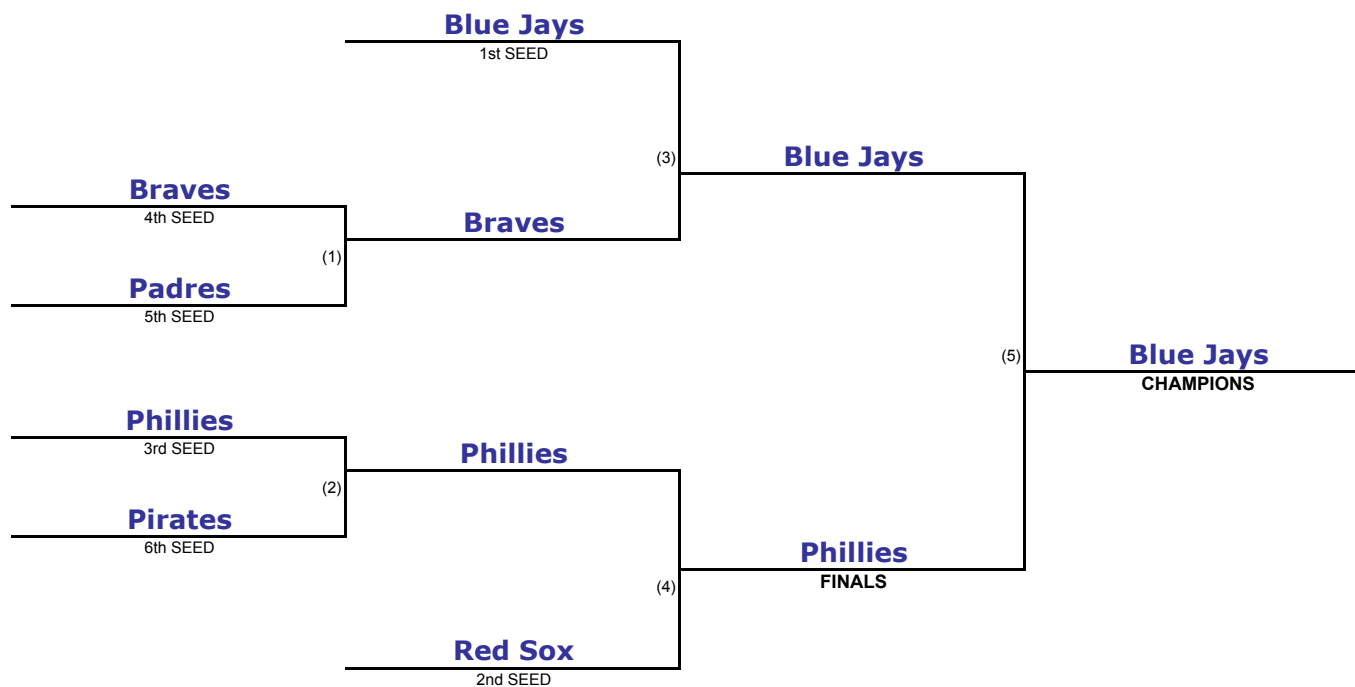 Blue Jays
1st SEED
(3)
Blue Jays
Braves
4th SEED
Braves
(1)
Padres
5th SEED
(5)
Blue Jays
CHAMPIONS
Phillies
3rd SEED
Phillies
(2)
Pirates
6th SEED
Phillies
FINALS
(4)
Red Sox
2nd SEED